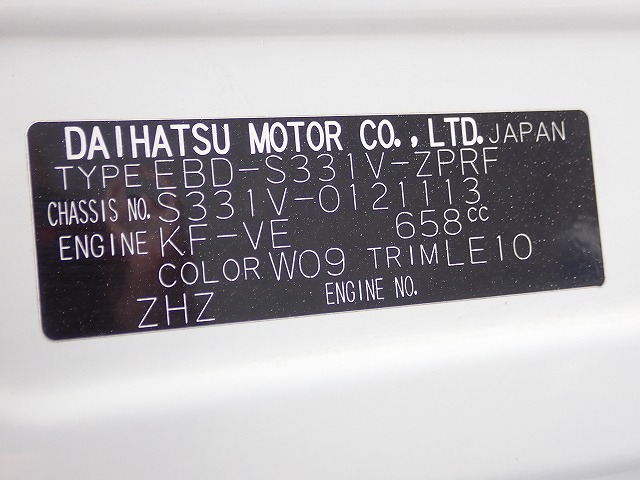 DAIHATSU MOTOR CO., LTD. JAPAN
TYPE EBD-S331V-ZPRF
CHASSIS NO. S331V-0121113
ENGINE KF-VE 658cc
COLOR W09 TRIM LE10
ZHZ ENGINE NO.